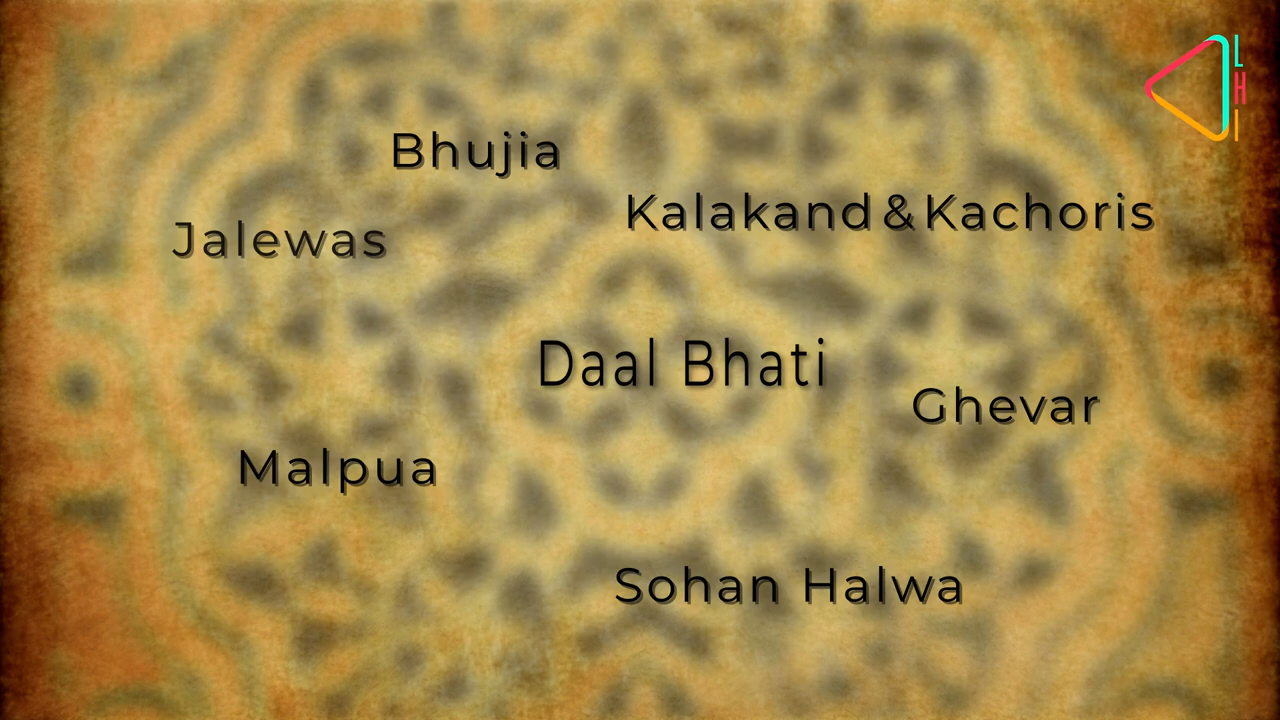 L
H
I
Bhujia
Kalakand & Kachoris
Jalewas
Daal Bhati
Ghevar
Malpua
Sohan Halwa